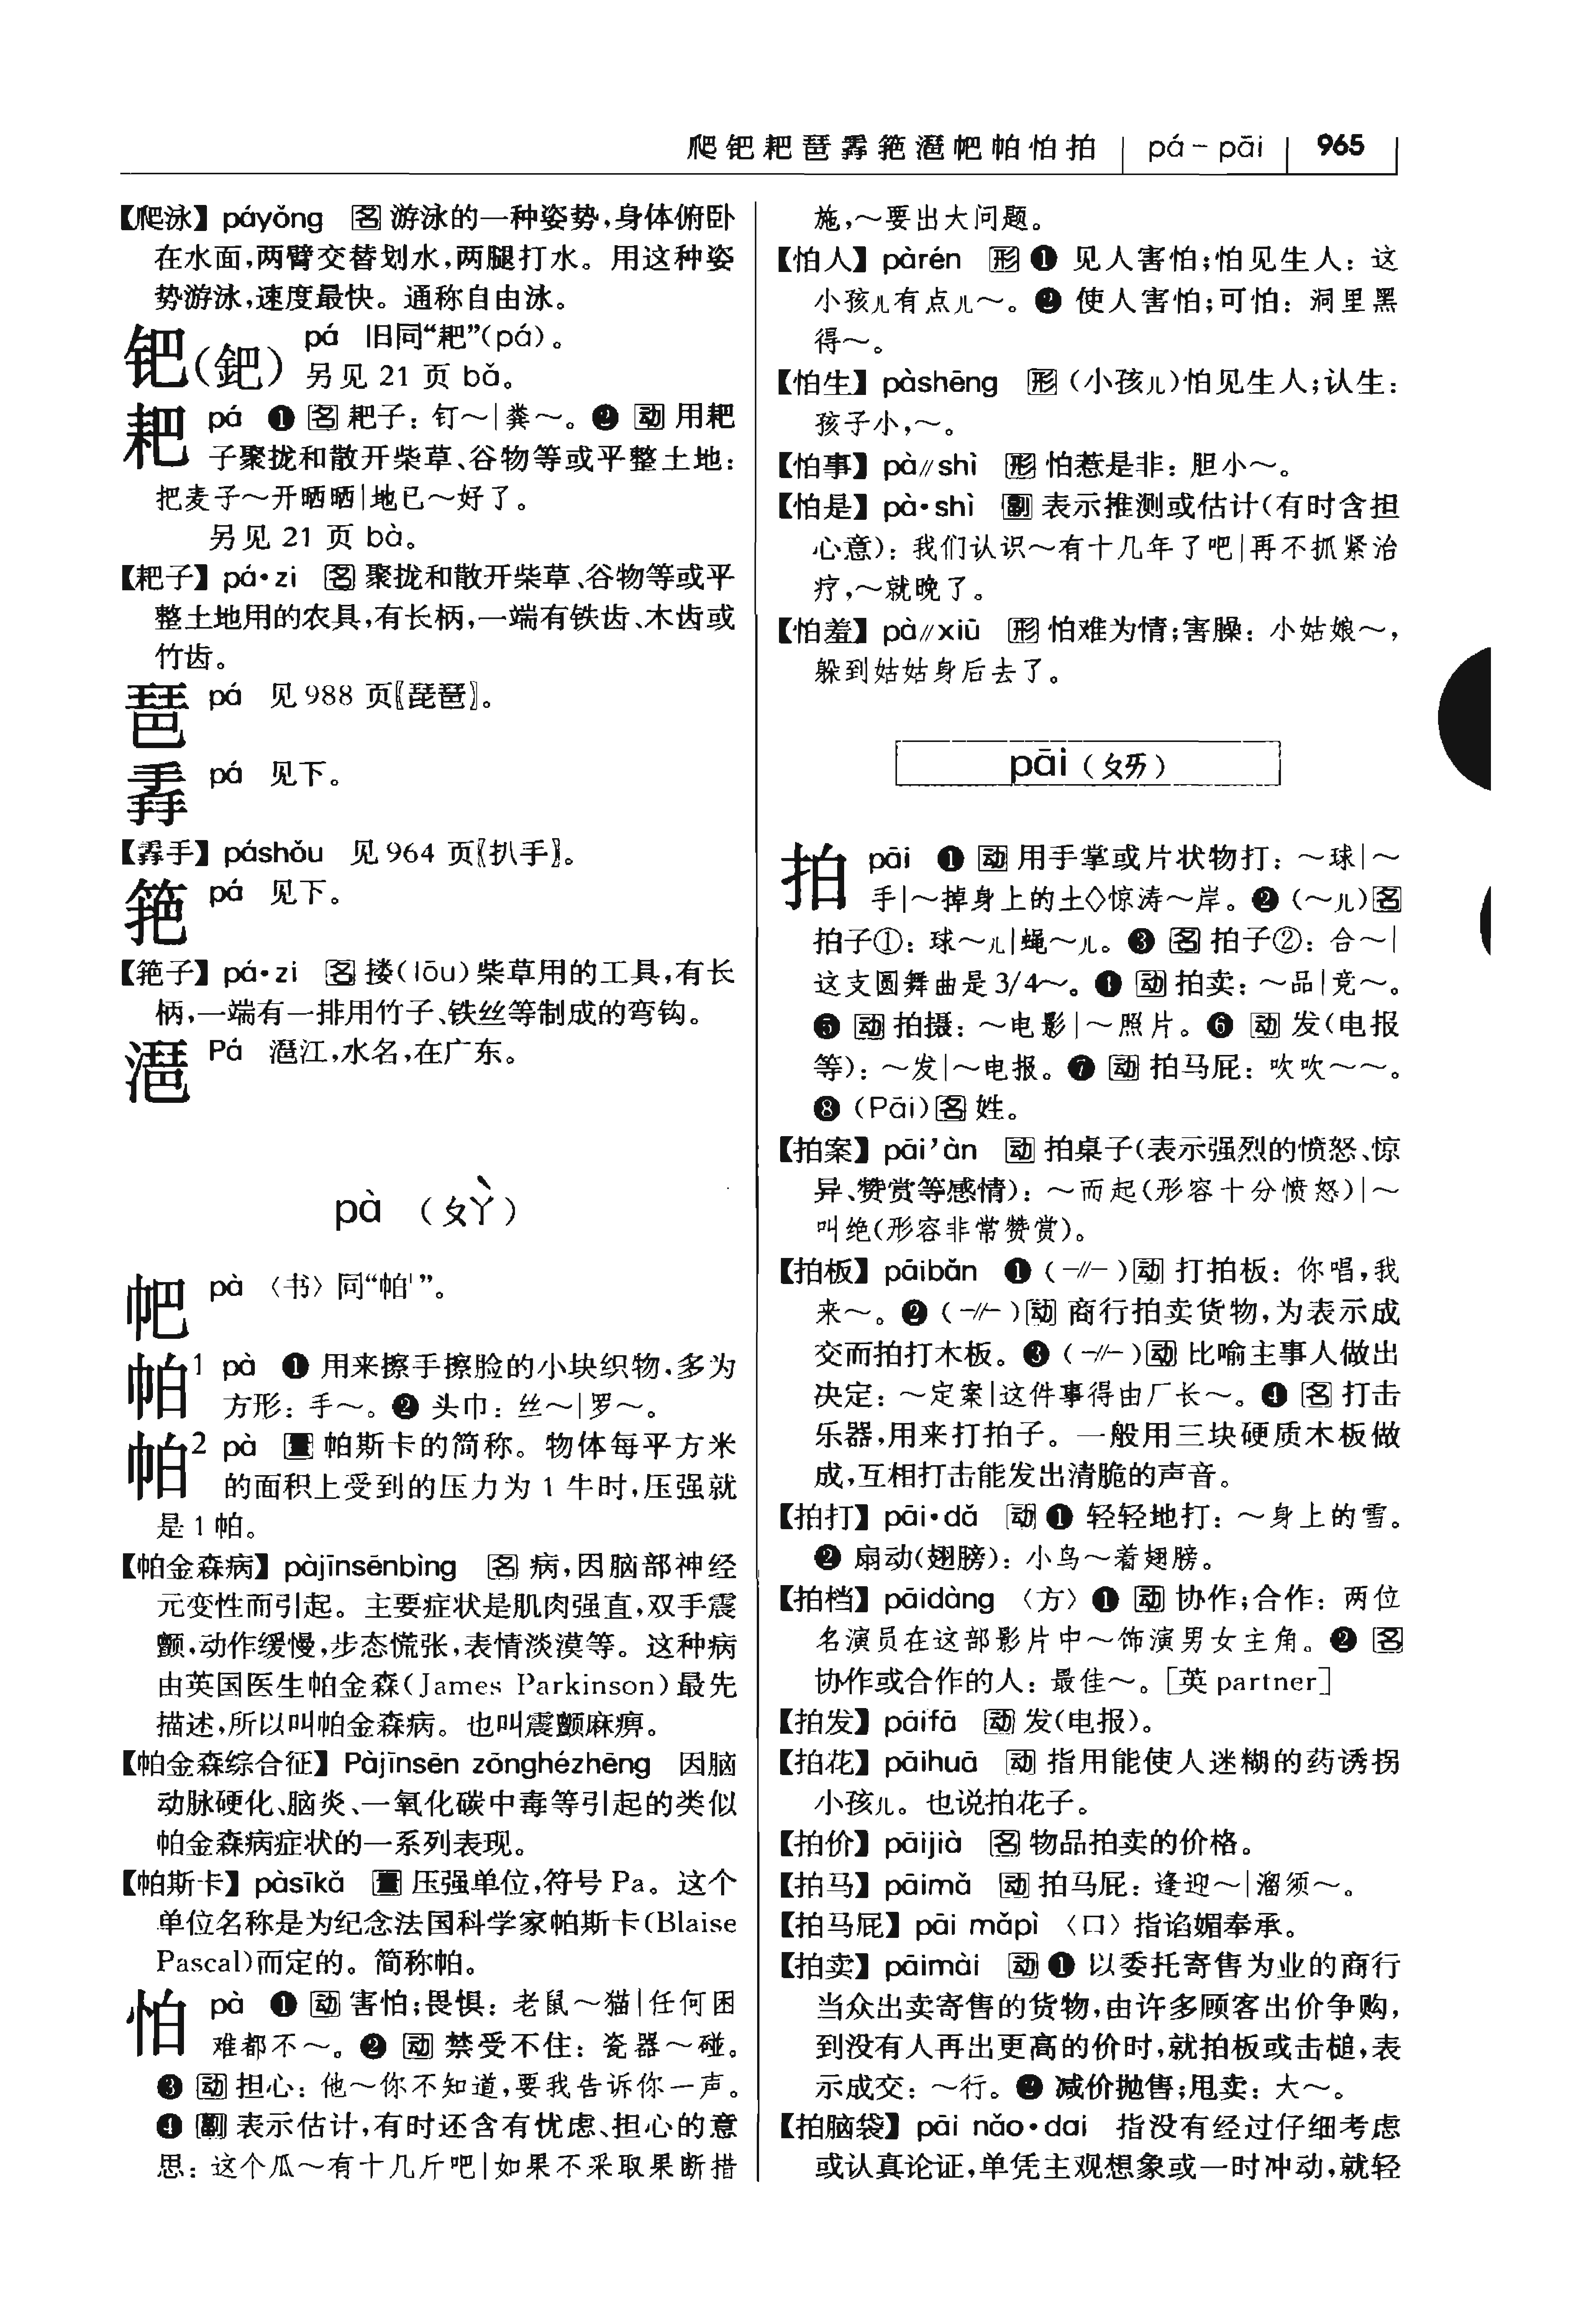 爬钯耙琶掱筢潖帊帕怕拍 pá-pāi 965
【爬泳】páyǒng 名 游泳的一种姿势,身体俯卧
在水面,两臂交替划水,两腿打水。用这种姿
势游泳,速度最快。通称自由泳。
钯(鈀) pá 旧同“耙”(pá)。
另见 21 页 bǎ。
耙 pá ❶ 名 耙子:钉～|粪～。❷ 动 用耙
子聚拢和散开柴草、谷物等或平整土地:
把麦子～开晒晒|地已～好了。
另见 21 页 bà。
【耙子】pá·zi 名 聚拢和散开柴草、谷物等或平
整土地用的农具,有长柄,一端有铁齿、木齿或
竹齿。
琶 pá 见 988 页〖琵琶〗。
掱 pá 见下。
【掱手】páshǒu 见 964 页〖扒手〗。
筢 pá 见下。
【筢子】pá·zi 名 搂(lōu)柴草用的工具,有长
柄,一端有一排用竹子、铁丝等制成的弯钩。
潖 Pá 潖江,水名,在广东。
pà (ㄆㄚˋ)
帊 pà 〈书〉同“帕¹”。
帕¹ pà ❶ 用来擦手擦脸的小块织物,多为
方形:手～。❷ 头巾:丝～|罗～。
帕² pà 量 帕斯卡的简称。物体每平方米
的面积上受到的压力为 1 牛时,压强就
是 1 帕。
【帕金森病】pàjīnsēnbìng 名 病,因脑部神经
元变性而引起。主要症状是肌肉强直,双手震
颤,动作缓慢,步态慌张,表情淡漠等。这种病
由英国医生帕金森(James Parkinson)最先
描述,所以叫帕金森病。也叫震颤麻痹。
【帕金森综合征】Pàjīnsēn zōnghézhēng 因脑
动脉硬化、脑炎、一氧化碳中毒等引起的类似
帕金森病症状的一系列表现。
【帕斯卡】pàsīkǎ 量 压强单位,符号 Pa。这个
单位名称是为纪念法国科学家帕斯卡(Blaise
Pascal)而定的。简称帕。
怕 pà ❶ 动 害怕;畏惧:老鼠～猫|任何困
难都不～。❷ 动 禁受不住:瓷器～碰。
❸ 动 担心:他～你不知道,要我告诉你一声。
❹ 副 表示估计,有时还含有忧虑、担心的意
思:这个瓜～有十几斤吧|如果不采取果断措
施,～要出大问题。
【怕人】pàrén 形 ❶ 见人害怕;怕见生人:这
小孩儿有点儿～。❷ 使人害怕;可怕:洞里黑
得～。
【怕生】pàshēng 形 (小孩儿)怕见生人;认生:
孩子小,～。
【怕事】pà∥shì 形 怕惹是非:胆小～。
【怕是】pà·shì 副 表示推测或估计(有时含担
心意):我们认识～有十几年了吧|再不抓紧治
疗,～就晚了。
【怕羞】pà∥xiū 形 怕难为情;害臊:小姑娘～,
躲到姑姑身后去了。
pāi (ㄆㄞ)
拍 pāi ❶ 动 用手掌或片状物打:～球|～
手|～掉身上的土◇惊涛～岸。❷ (～儿)名
拍子①:球～儿|蝇～儿。❸ 名 拍子②:合～|
这支圆舞曲是 3/4～。❹ 动 拍卖:～品|竞～。
❺ 动 拍摄:～电影|～照片。❻ 动 发(电报
等):～发|～电报。❼ 动 拍马屁:吹吹～～。
❽ (Pāi)名 姓。
【拍案】pāi'àn 动 拍桌子(表示强烈的愤怒、惊
异、赞赏等感情):～而起(形容十分愤怒)|～
叫绝(形容非常赞赏)。
【拍板】pāibǎn ❶ (-∥-)动 打拍板:你唱,我
来～。❷ (-∥-)动 商行拍卖货物,为表示成
交而拍打木板。❸ (-∥-)动 比喻主事人做出
决定:～定案|这件事得由厂长～。❹ 名 打击
乐器,用来打拍子。一般用三块硬质木板做
成,互相打击能发出清脆的声音。
【拍打】pāi·dǎ 动 ❶ 轻轻地打:～身上的雪。
❷ 扇动(翅膀):小鸟～着翅膀。
【拍档】pāidàng 〈方〉❶ 动 协作;合作:两位
名演员在这部影片中～饰演男女主角。❷ 名
协作或合作的人:最佳～。[英 partner]
【拍发】pāifā 动 发(电报)。
【拍花】pāihuā 动 指用能使人迷糊的药诱拐
小孩儿。也说拍花子。
【拍价】pāijià 名 物品拍卖的价格。
【拍马】pāimǎ 动 拍马屁:逢迎～|溜须～。
【拍马屁】pāi mǎpì 〈口〉指谄媚奉承。
【拍卖】pāimài 动 ❶ 以委托寄售为业的商行
当众出卖寄售的货物,由许多顾客出价争购,
到没有人再出更高的价时,就拍板或击槌,表
示成交:～行。❷ 减价抛售;甩卖:大～。
【拍脑袋】pāi nǎo·dai 指没有经过仔细考虑
或认真论证,单凭主观想象或一时冲动,就轻